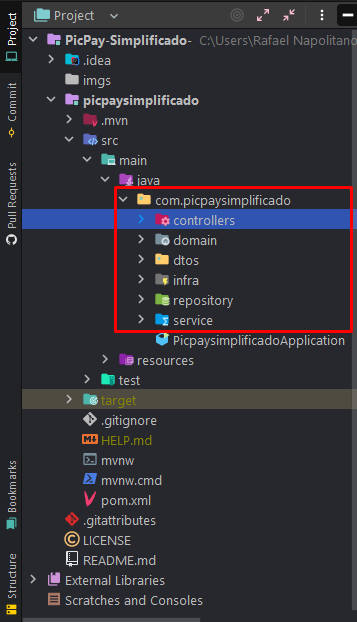 Project
PicPay-Simplificado- C:\Users\Rafael Napolitano
.idea
imgs
picpaysimplificado
.mvn
src
main
java
com.picpaysimplificado
controllers
domain
dtos
infra
repository
service
PicpaysimplificadoApplication
resources
test
target
.gitignore
HELP.md
mvnw
mvnw.cmd
pom.xml
.gitattributes
LICENSE
README.md
External Libraries
Scratches and Consoles
Project
Commit
Pull Requests
Bookmarks
Structure